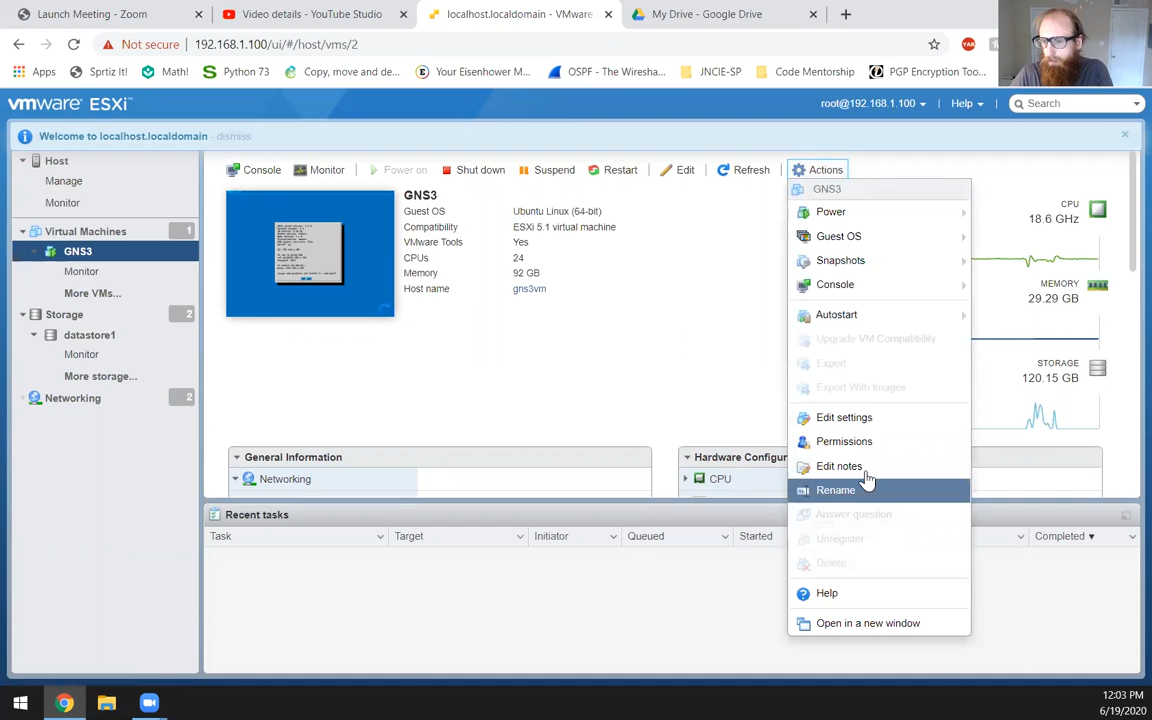 Launch Meeting - Zoom
Video details - YouTube Studio
localhost.localdomain - VMware
My Drive - Google Drive
Not secure 192.168.1.100/ui/#/host/vms/2
YAB
Apps Sprtiz It! Math! Python 73 Copy, move and de... Your Eisenhower M... OSPF - The Wiresha... JNCIE-SP Code Mentorship PGP Encryption Too...
vmware ESXi™
root@192.168.1.100
Help
Search
Welcome to localhost.localdomain - dismiss
Host
Manage
Monitor
Virtual Machines 1
GNS3
Monitor
More VMs...
Storage 2
datastore1
Monitor
More storage...
Networking 2
Console Monitor Power on Shut down Suspend Restart Edit Refresh Actions
GNS3
Guest OS Ubuntu Linux (64-bit)
Compatibility ESXi 5.1 virtual machine
VMware Tools Yes
CPUs 24
Memory 92 GB
Host name gns3vm
GNS3
Power
Guest OS
Snapshots
Console
Autostart
Upgrade VM Compatibility
Export
Export With Images
Edit settings
Permissions
Edit notes
Rename
Answer question
Unregister
Delete
Help
Open in a new window
CPU
18.6 GHz
MEMORY
29.29 GB
STORAGE
120.15 GB
General Information
Networking
Hardware Configur
CPU
Recent tasks
Task Target Initiator Queued Started Completed ▼
12:03 PM
6/19/2020